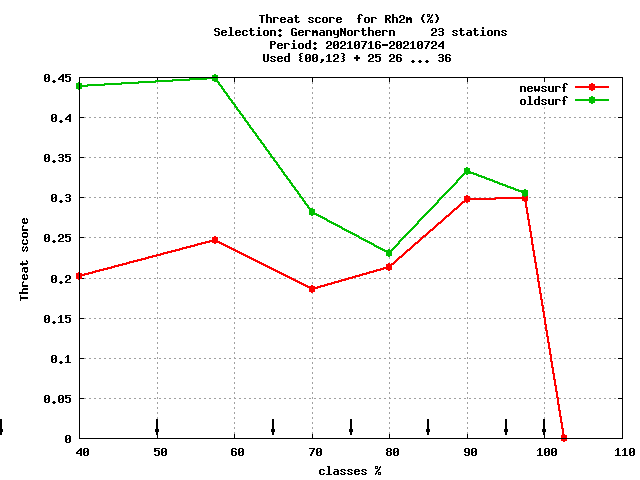 Threat score  for Rh2m (%)
Selection: GermanyNorthern     23 stations
Period: 20210716-20210724
Used {00,12} + 25 26 ... 36
newsurf
oldsurf
0.45
0.4
0.35
0.3
0.25
0.2
0.15
0.1
0.05
0
Threat score
40 50 60 70 80 90 100 110
classes %